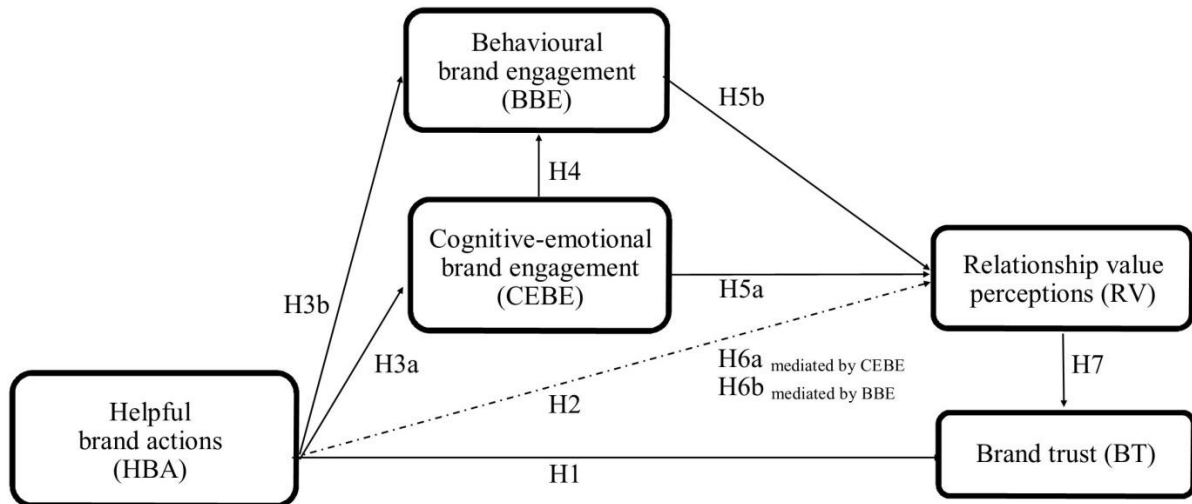 Behavioural
brand engagement
(BBE)
H5b
H4
Cognitive-emotional
brand engagement
(CEBE)
Relationship value
perceptions (RV)
H5a
H3b
H3a
H6a mediated by CEBE
H6b mediated by BBE
H7
H2
Helpful
brand actions
(HBA)
Brand trust (BT)
H1